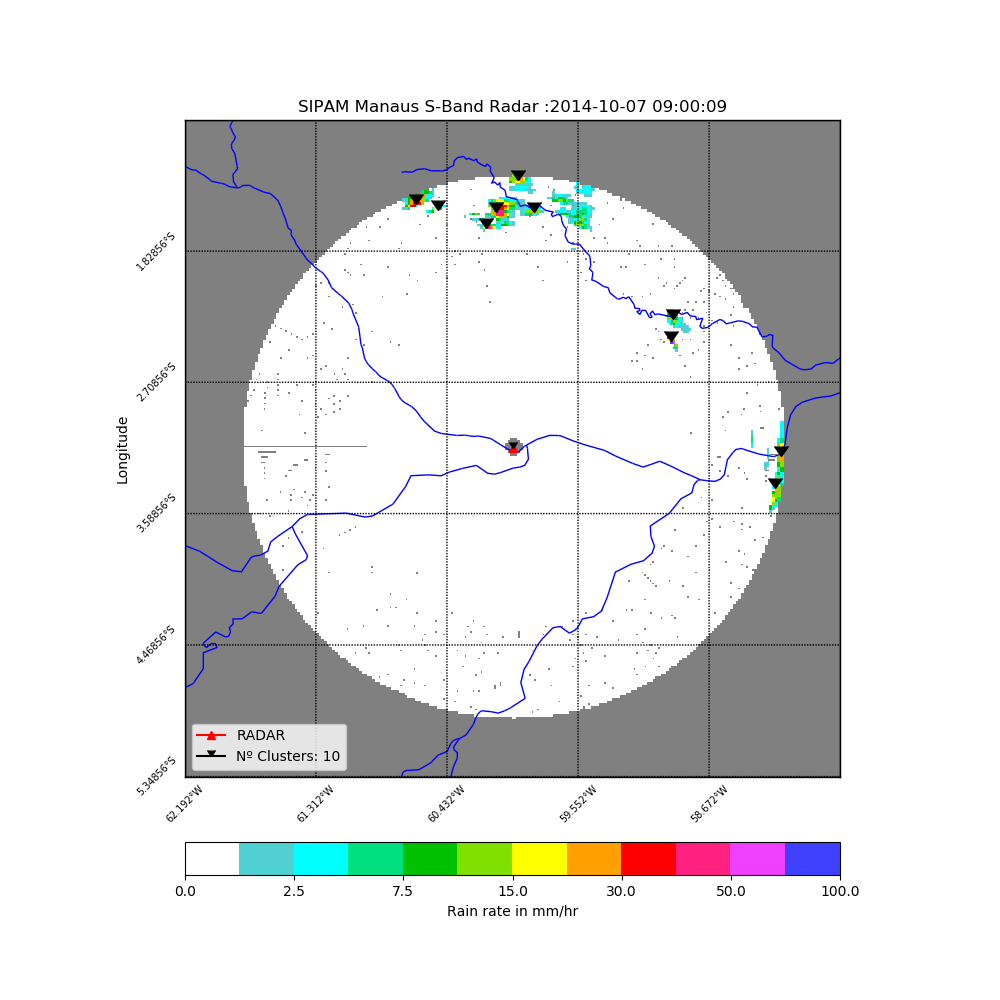 SIPAM Manaus S-Band Radar :2014-10-07 09:00:09
Longitude
1.82856°S
2.70856°S
3.58856°S
4.46856°S
5.34856°S
RADAR
Nº Clusters: 10
62.192°W 61.312°W 60.432°W 59.552°W 58.672°W
0.0 2.5 7.5 15.0 30.0 50.0 100.0
Rain rate in mm/hr